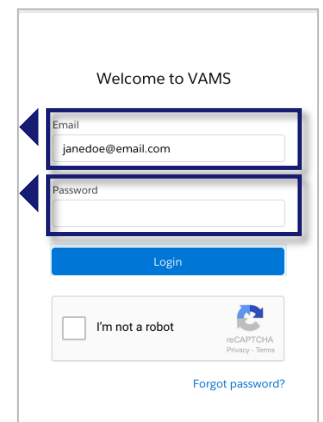 Welcome to VAMS
Email
janedoe@email.com
Password
Login
I'm not a robot
reCAPTCHA
Privacy - Terms
Forgot password?